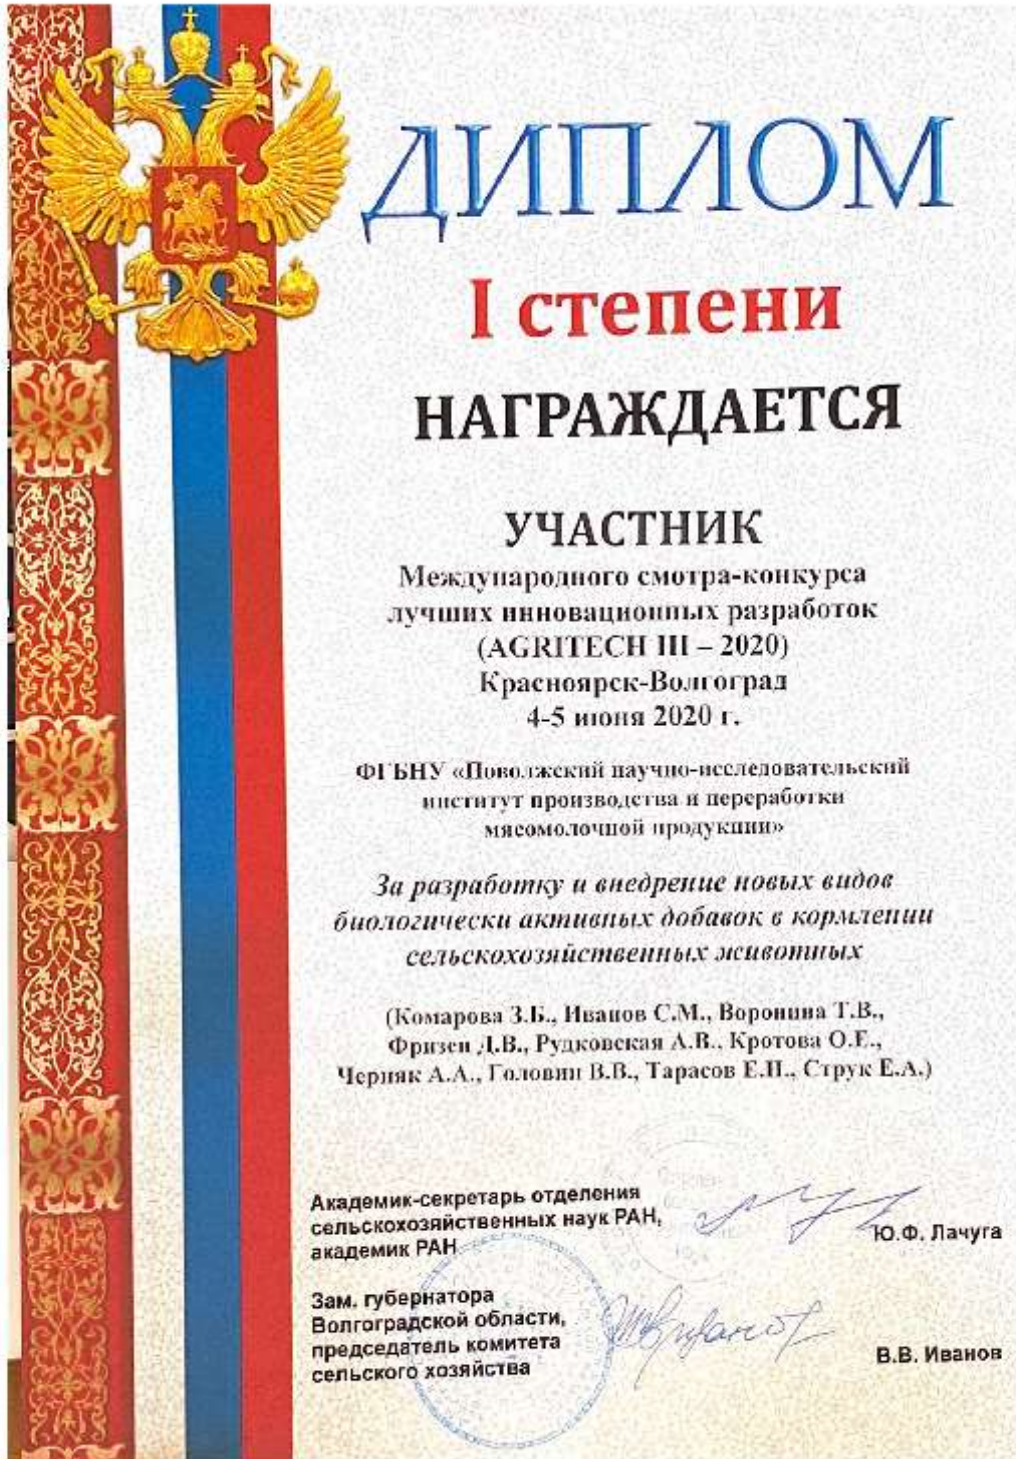 ДИПЛОМ
I степени
НАГРАЖДАЕТСЯ
УЧАСТНИК
Международного смотра-конкурса
лучших инновационных разработок
(AGRITECH III – 2020)
Красноярск-Волгоград
4-5 июня 2020 г.
ФГБНУ «Поволжский научно-исследовательский
институт производства и переработки
мясомолочной продукции»
За разработку и внедрение новых видов
биологически активных добавок в кормлении
сельскохозяйственных животных
(Комарова З.Б., Иванов С.М., Воронина Т.В.,
Фризен Д.В., Рудковская А.В., Кротова О.Е.,
Черняк А.А., Головин В.В., Тарасов Е.Н., Струк Е.А.)
Академик-секретарь отделения
сельскохозяйственных наук РАН,
академик РАН
Ю.Ф. Лачуга
Зам. губернатора
Волгоградской области,
председатель комитета
сельского хозяйства
В.В. Иванов